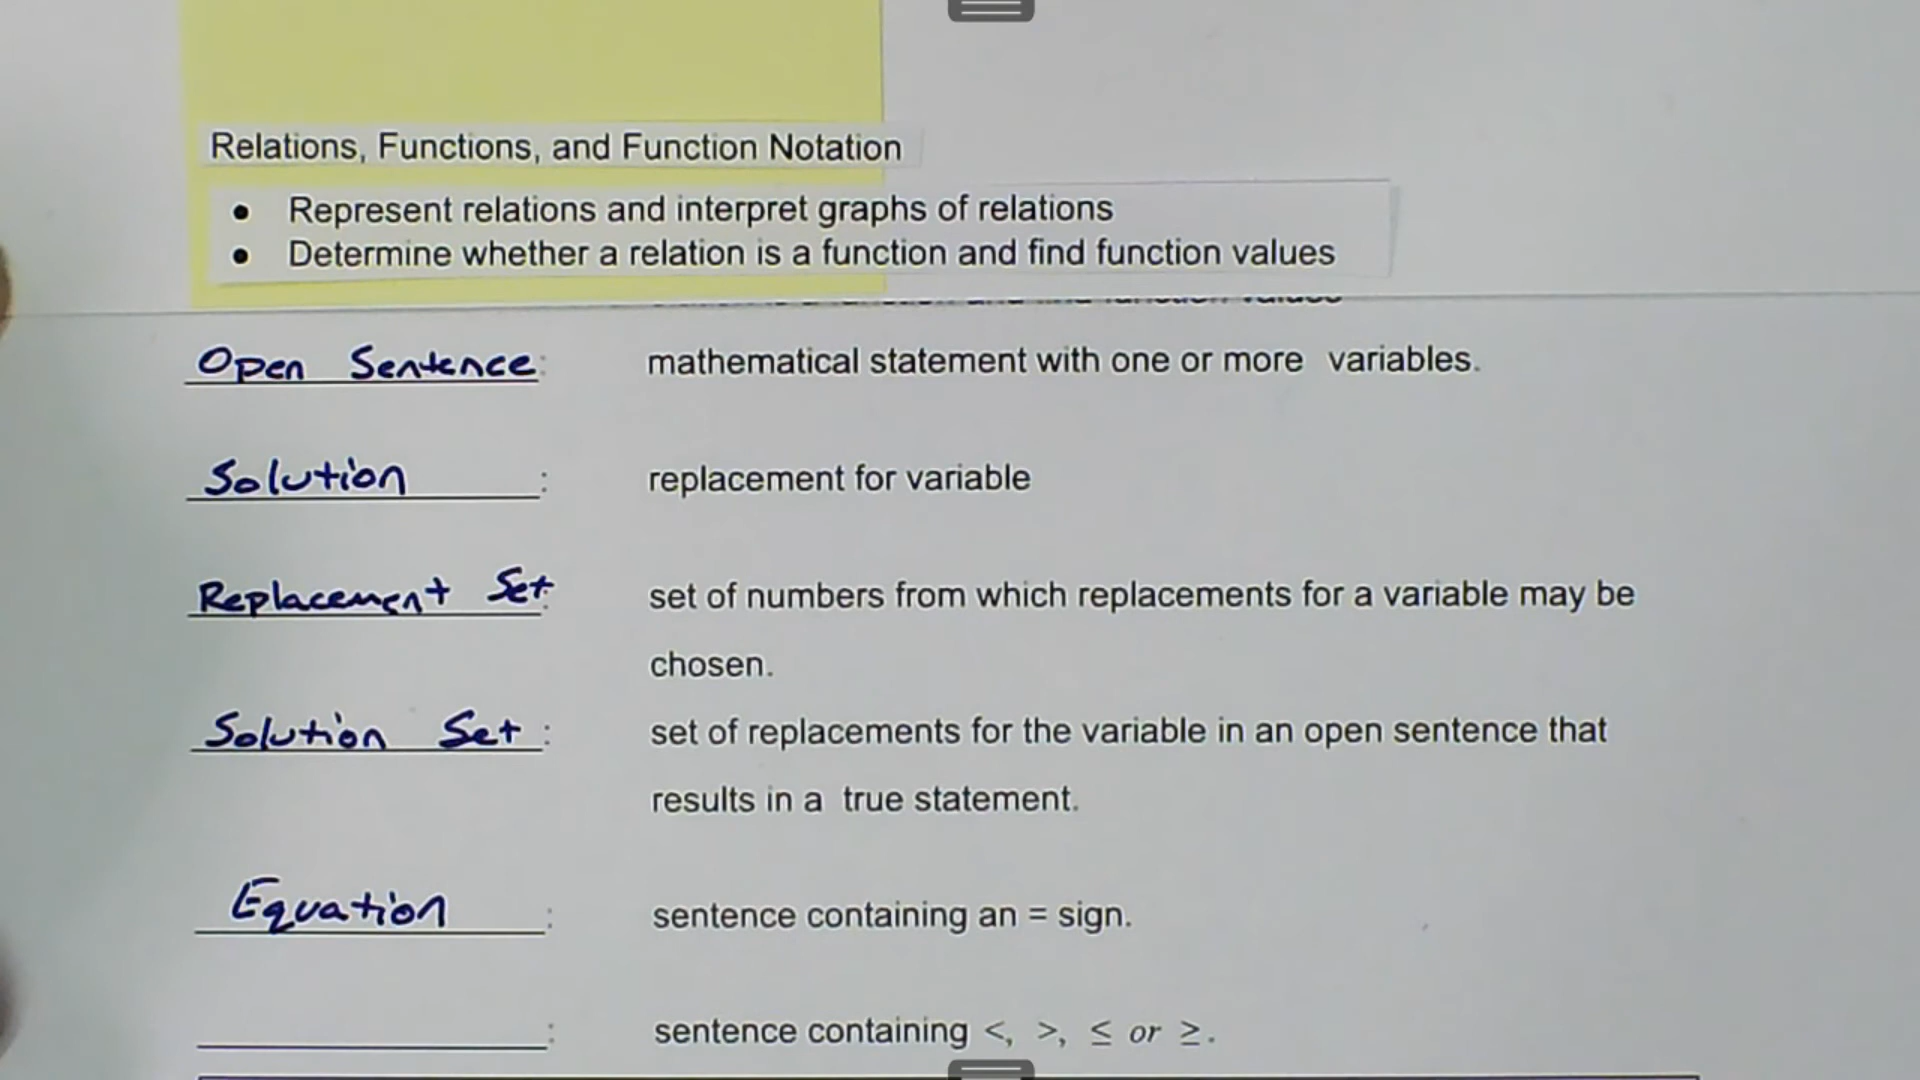 Relations, Functions, and Function Notation
• Represent relations and interpret graphs of relations
• Determine whether a relation is a function and find function values
Open Sentence: mathematical statement with one or more variables.
Solution : replacement for variable
Replacement Set: set of numbers from which replacements for a variable may be
chosen.
Solution Set : set of replacements for the variable in an open sentence that
results in a true statement.
Equation : sentence containing an = sign.
: sentence containing <, >, ≤ or ≥.